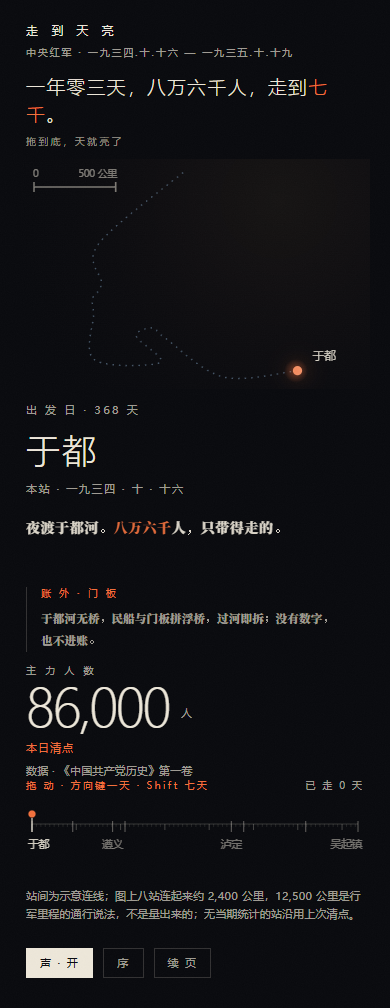 走到天亮
中央红军 · 一九三四.十.十六 — 一九三五.十.十九
一年零三天，八万六千人，走到七
千。
拖到底，天就亮了
0 500 公里
于都
出发日 · 368 天
于都
本站 · 一九三四 · 十 · 十六
夜渡于都河。八万六千人，只带得走的。
账外 · 门板
于都河无桥，民船与门板拼浮桥，过河即拆；没有数字，
也不进账。
主力人数
86,000 人
本日清点
数据 · 《中国共产党历史》第一卷
拖动 · 方向键一天 · Shift 七天 已走 0 天
于都 遵义 泸定 吴起镇
站间为示意连线；图上八站连起来约 2,400 公里，12,500 公里是行
军里程的通行说法，不是量出来的；无当期统计的站沿用上次清点。
声 · 开 序 续页